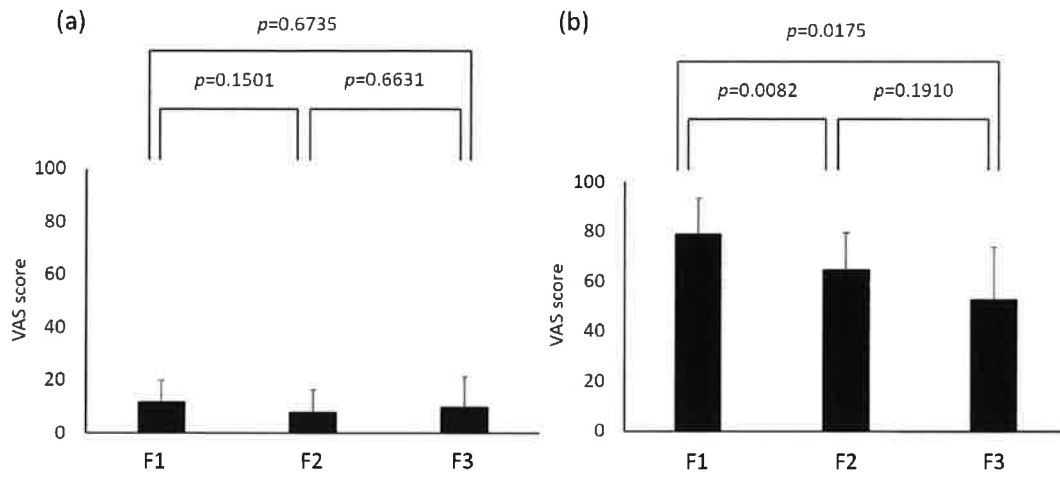 (a)
p=0.6735
p=0.1501
p=0.6631
100
80
60
40
20
0
VAS score
F1 F2 F3
(b)
p=0.0175
p=0.0082
p=0.1910
100
80
60
40
20
0
VAS score
F1 F2 F3